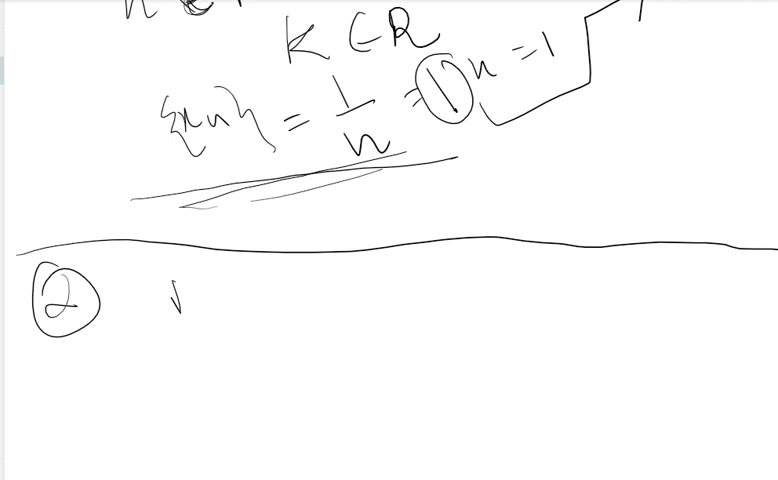 K ∈ R
{xn} = 1/n = 1 n = 1
2